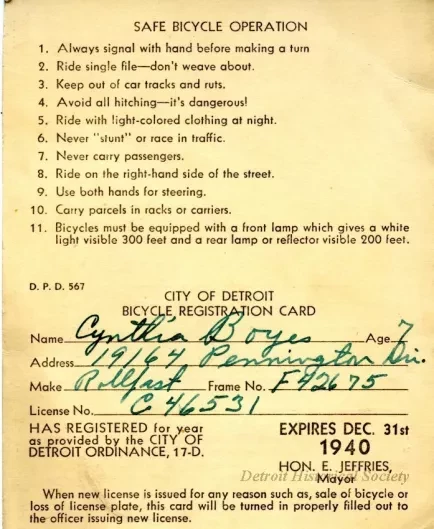 SAFE BICYCLE OPERATION
1. Always signal with hand before making a turn
2. Ride single file—don't weave about.
3. Keep out of car tracks and ruts.
4. Avoid all hitching—it's dangerous!
5. Ride with light-colored clothing at night.
6. Never "stunt" or race in traffic.
7. Never carry passengers.
8. Ride on the right-hand side of the street.
9. Use both hands for steering.
10. Carry parcels in racks or carriers.
11. Bicycles must be equipped with a front lamp which gives a white
light visible 300 feet and a rear lamp or reflector visible 200 feet.
D. P. D. 567
CITY OF DETROIT
BICYCLE REGISTRATION CARD
Name Cynthia Boyes Age 7
Address 19164 Pennington Dr.
Make Rollfast Frame No. F42675
License No. C 46531
HAS REGISTERED for year
as provided by the CITY OF
DETROIT ORDINANCE, 17-D.
EXPIRES DEC. 31st
1940
HON. E. JEFFRIES,
Mayor
Detroit Historical Society
When new license is issued for any reason such as, sale of bicycle or
loss of license plate, this card will be turned in properly filled out to
the officer issuing new license.